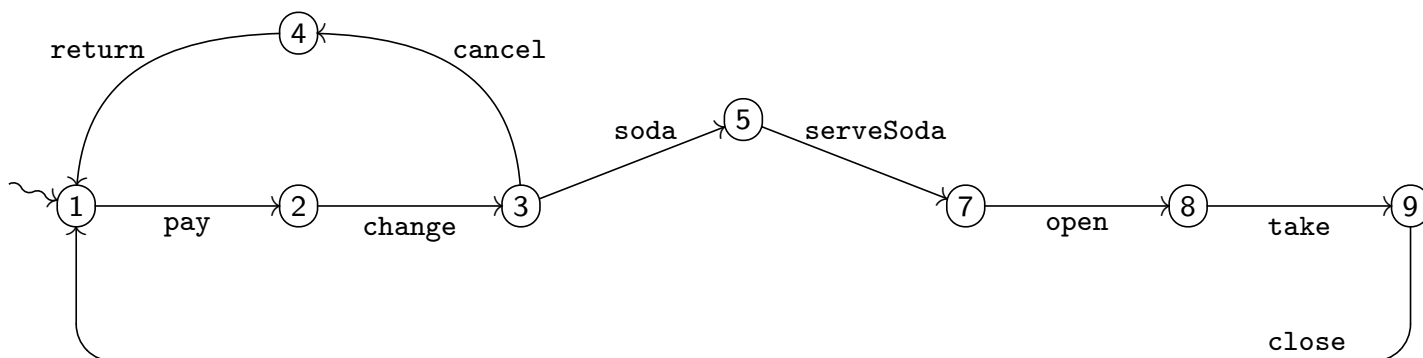 4
return
cancel
5
soda
serveSoda
1
2
3
7
8
9
pay
change
open
take
close